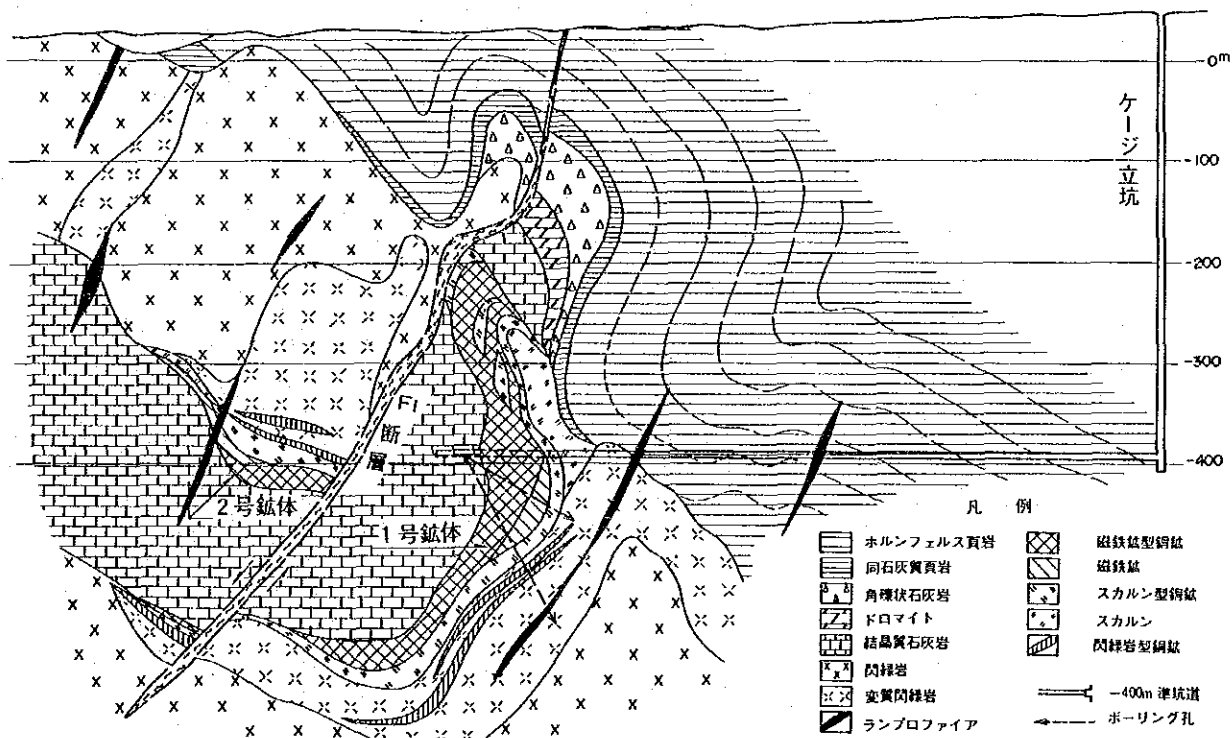 -0m
-100
-200
-300
-400
ケージ立坑
F1断層
2号鉱体
1号鉱体
凡例
ホルンフェルス頁岩
同石灰質頁岩
角礫状石灰岩
ドロマイト
結晶質石灰岩
閃緑岩
変質閃緑岩
ランプロファイア
磁鉄鉱型銅鉱
磁鉄鉱
スカルン型銅鉱
スカルン
閃緑岩型銅鉱
-400m 準坑道
ボーリング孔